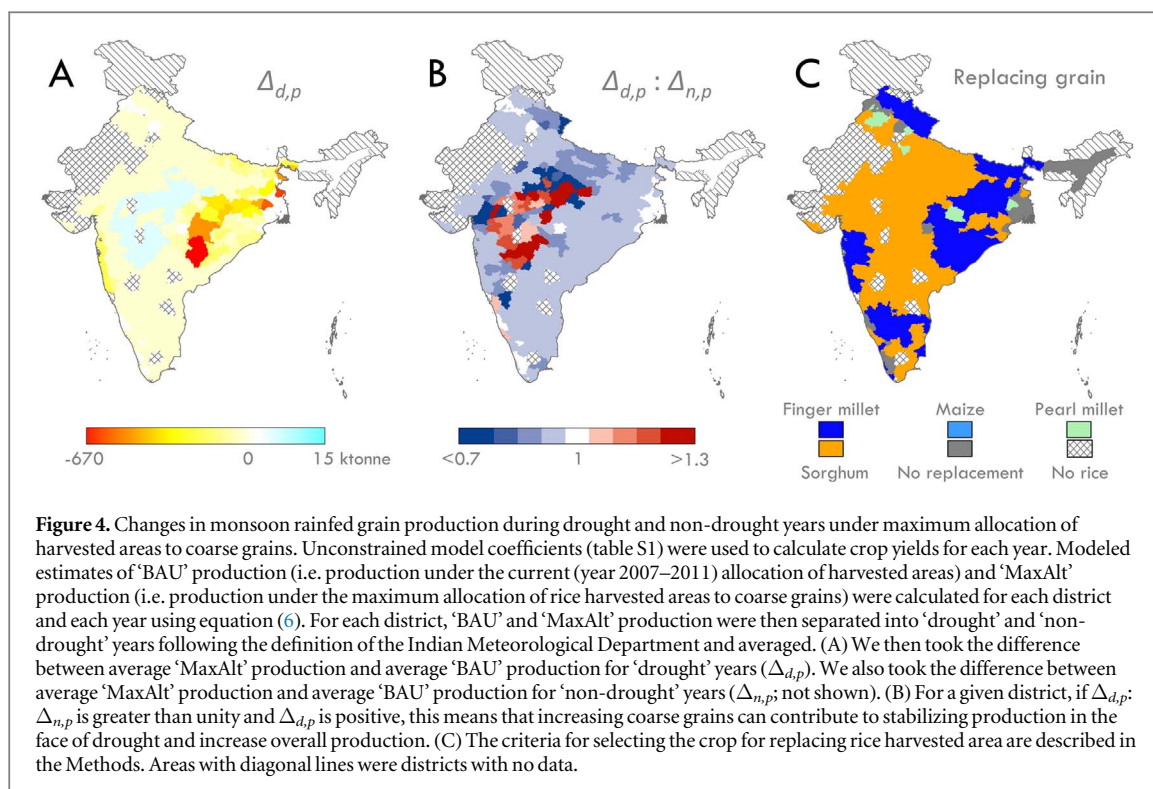 A
Δd,p
B
Δd,p : Δn,p
C
Replacing grain
-670
0
15 ktonne
<0.7
1
>1.3
Finger millet
Maize
Pearl millet
Sorghum
No replacement
No rice
Figure 4. Changes in monsoon rainfed grain production during drought and non-drought years under maximum allocation of
harvested areas to coarse grains. Unconstrained model coefficients (table S1) were used to calculate crop yields for each year. Modeled
estimates of ‘BAU’ production (i.e. production under the current (year 2007–2011) allocation of harvested areas) and ‘MaxAlt’
production (i.e. production under the maximum allocation of rice harvested areas to coarse grains) were calculated for each district
and each year using equation (6). For each district, ‘BAU’ and ‘MaxAlt’ production were then separated into ‘drought’ and ‘non-
drought’ years following the definition of the Indian Meteorological Department and averaged. (A) We then took the difference
between average ‘MaxAlt’ production and average ‘BAU’ production for ‘drought’ years (Δd,p). We also took the difference between
average ‘MaxAlt’ production and average ‘BAU’ production for ‘non-drought’ years (Δn,p; not shown). (B) For a given district, if Δd,p:
Δn,p is greater than unity and Δd,p is positive, this means that increasing coarse grains can contribute to stabilizing production in the
face of drought and increase overall production. (C) The criteria for selecting the crop for replacing rice harvested area are described in
the Methods. Areas with diagonal lines were districts with no data.